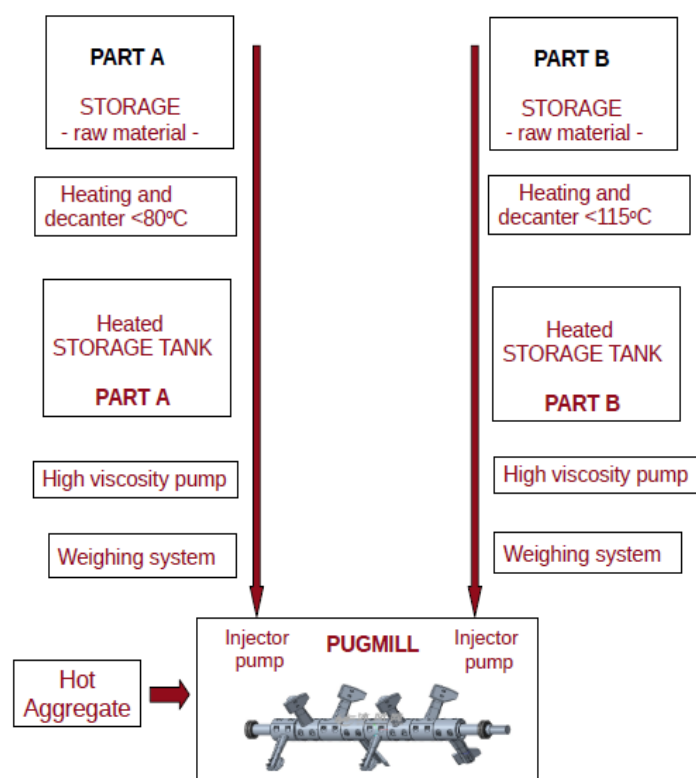 PART A
STORAGE
- raw material -
Heating and
decanter <80ºC
Heated
STORAGE TANK
PART A
High viscosity pump
Weighing system
PART B
STORAGE
- raw material -
Heating and
decanter <115ºC
Heated
STORAGE TANK
PART B
High viscosity pump
Weighing system
Injector
pump
PUGMILL
Injector
pump
Hot
Aggregate